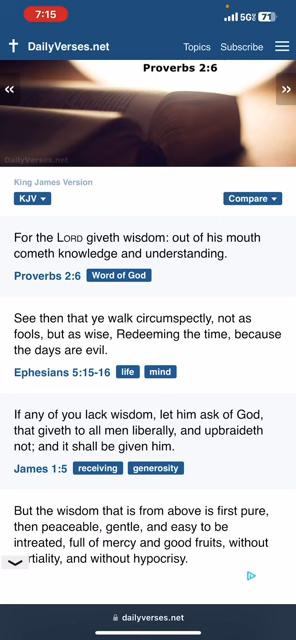 7:15
5G 71
DailyVerses.net
Topics Subscribe
Proverbs 2:6
«
»
DailyVerses.net
King James Version
KJV
Compare
For the LORD giveth wisdom: out of his mouth
cometh knowledge and understanding.
Proverbs 2:6 Word of God
See then that ye walk circumspectly, not as
fools, but as wise, Redeeming the time, because
the days are evil.
Ephesians 5:15-16 life mind
If any of you lack wisdom, let him ask of God,
that giveth to all men liberally, and upbraideth
not; and it shall be given him.
James 1:5 receiving generosity
But the wisdom that is from above is first pure,
then peaceable, gentle, and easy to be
intreated, full of mercy and good fruits, without
rtiality, and without hypocrisy.
dailyverses.net